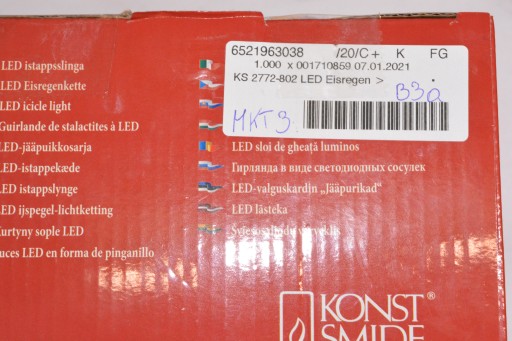 LED istappsslinga
LED Eisregenkette
LED icicle light
Guirlande de stalactites à LED
LED-jääpuikkosarja
LED-istappekæde
LED istappslynge
LED ijspegel-lichtketting
Kurtyny sople LED
Luces LED en forma de pinganillo
6521963038 /20/C + K FG
1.000 x 001710859 07.01.2021
KS 2772-802 LED Eisregen >
B3a
MKT3
LED sloi de gheață luminos
Гирлянда в виде светодиодных сосулек
LED-valguskardin „Jääpurikad”
LED lāsteka
KONST
SMIDE
®